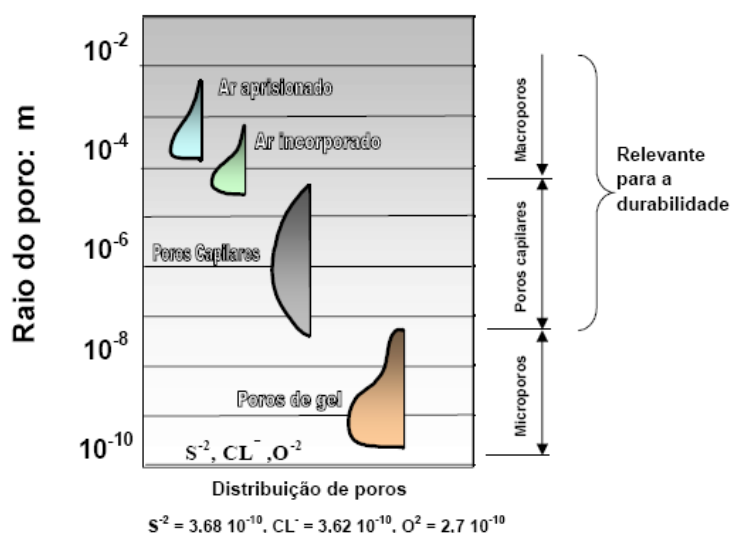 Raio do poro: m
10⁻²
10⁻⁴
10⁻⁶
10⁻⁸
10⁻¹⁰
Ar aprisionado
Ar incorporado
Poros Capilares
Poros de gel
S⁻², CL⁻ ,O⁻²
Macroporos
Poros capilares
Microporos
Relevante
para a
durabilidade
Distribuição de poros
S⁻² = 3,68 10⁻¹⁰, CL⁻ = 3,62 10⁻¹⁰, O² = 2,7 10⁻¹⁰